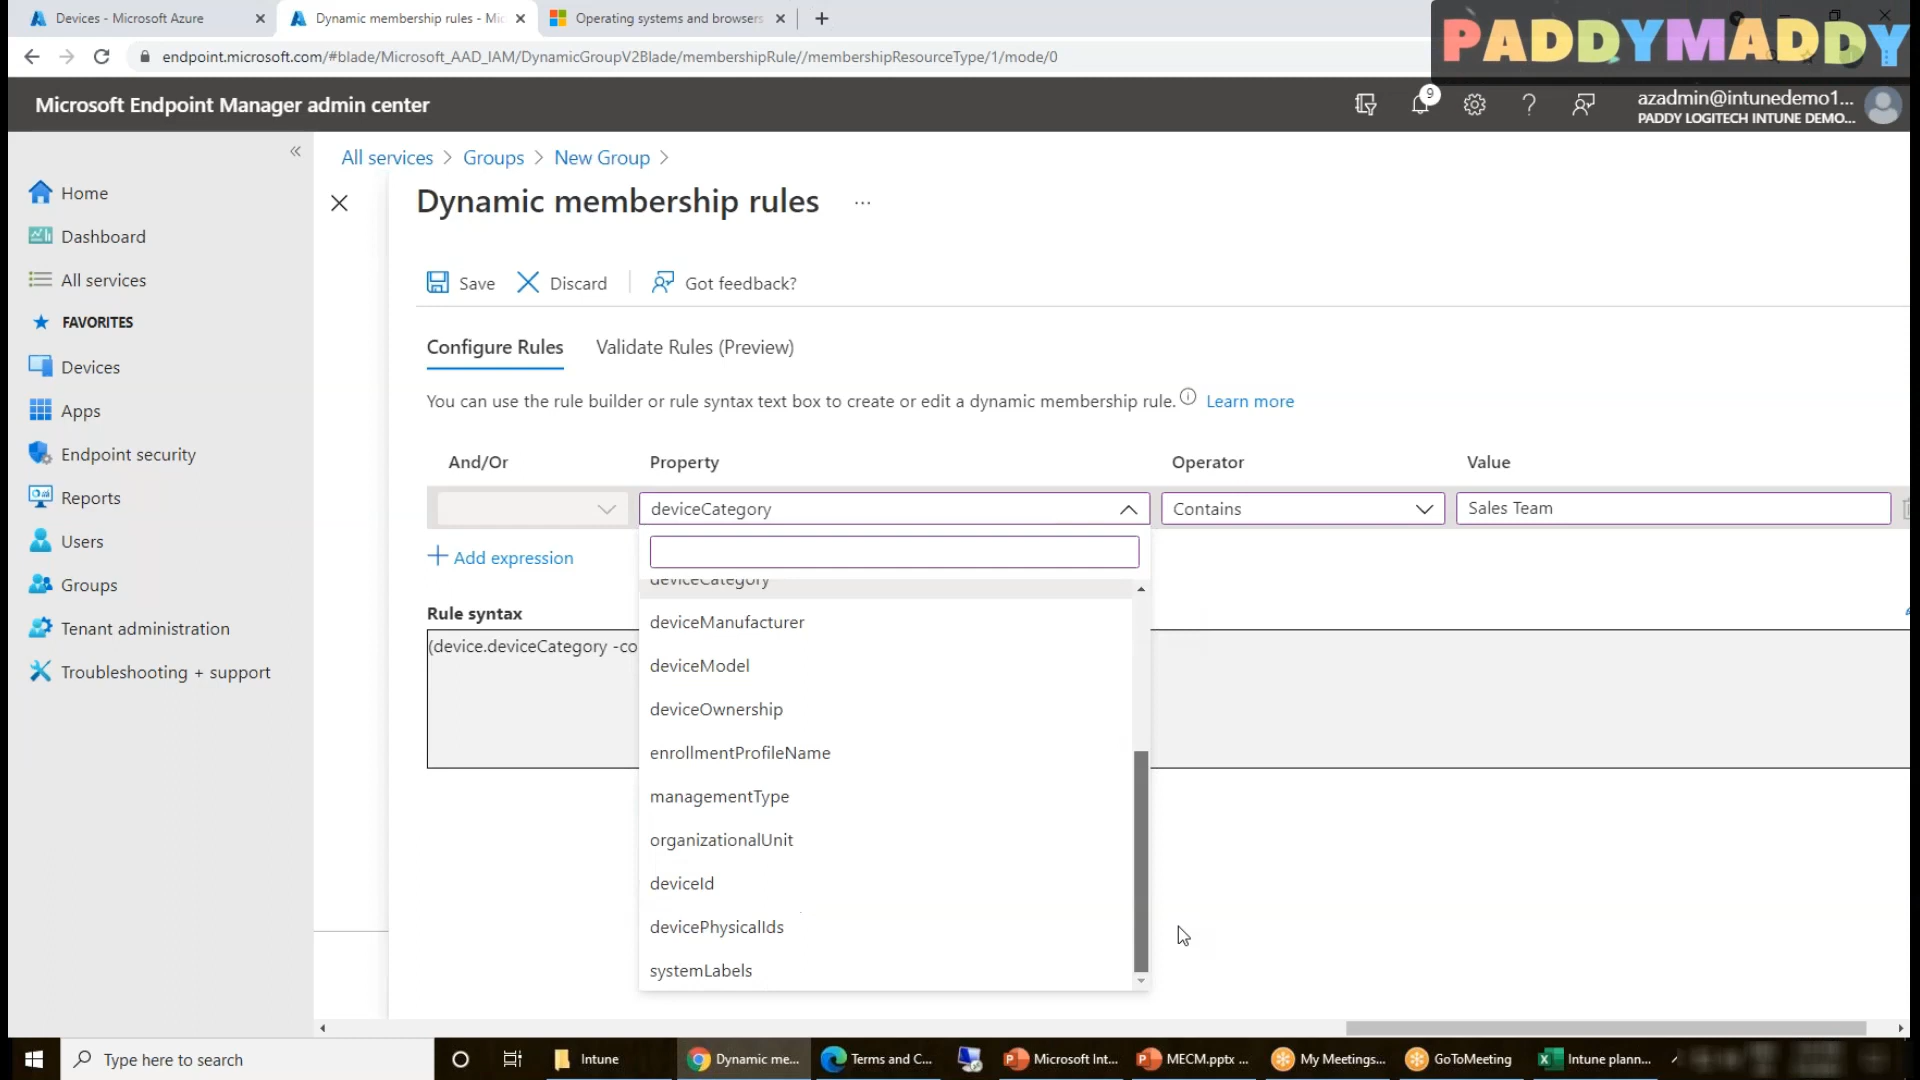 Devices - Microsoft Azure
Dynamic membership rules - Mic
Operating systems and browsers
PADDYMADDY
endpoint.microsoft.com/#blade/Microsoft_AAD_IAM/DynamicGroupV2Blade/membershipRule//membershipResourceType/1/mode/0
Microsoft Endpoint Manager admin center
9
azadmin@intunedemo1...
PADDY LOGITECH INTUNE DEMO...
All services > Groups > New Group >
Dynamic membership rules ...
Home
Dashboard
All services
FAVORITES
Devices
Apps
Endpoint security
Reports
Users
Groups
Tenant administration
Troubleshooting + support
Save
Discard
Got feedback?
Configure Rules
Validate Rules (Preview)
You can use the rule builder or rule syntax text box to create or edit a dynamic membership rule. Learn more
And/Or
Property
Operator
Value
deviceCategory
Contains
Sales Team
+ Add expression
Rule syntax
(device.deviceCategory -co
deviceCategory
deviceManufacturer
deviceModel
deviceOwnership
enrollmentProfileName
managementType
organizationalUnit
deviceId
devicePhysicalIds
systemLabels
Type here to search
Intune
Dynamic me...
Terms and C...
Microsoft Int...
MECM.pptx ...
My Meetings...
GoToMeeting
Intune plann...